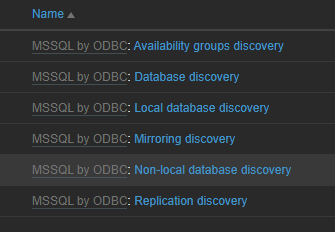 Name
MSSQL by ODBC: Availability groups discovery
MSSQL by ODBC: Database discovery
MSSQL by ODBC: Local database discovery
MSSQL by ODBC: Mirroring discovery
MSSQL by ODBC: Non-local database discovery
MSSQL by ODBC: Replication discovery